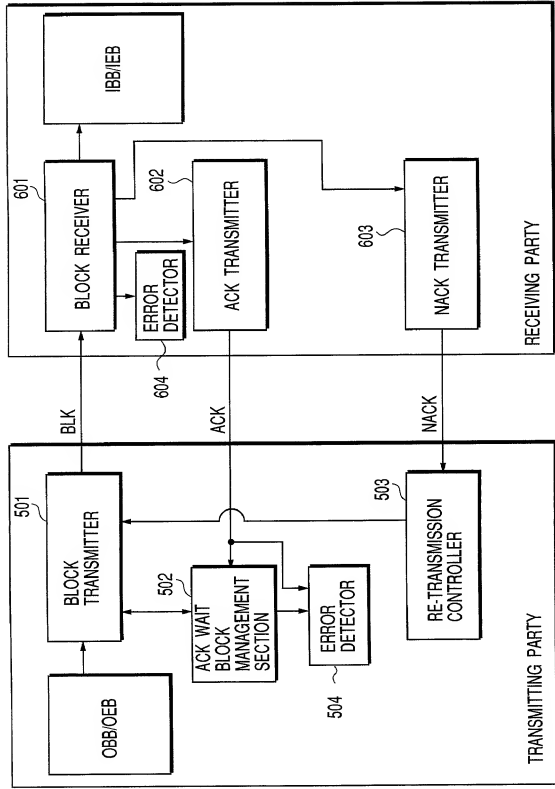 OBB/OEB
501
BLOCK
TRANSMITTER
BLK
601
BLOCK RECEIVER
IBB/IEB
502
ACK WAIT
BLOCK
MANAGEMENT
SECTION
ACK
604
ERROR
DETECTOR
602
ACK TRANSMITTER
504
ERROR
DETECTOR
503
RE-TRANSMISSION
CONTROLLER
NACK
603
NACK TRANSMITTER
TRANSMITTING PARTY
RECEIVING PARTY